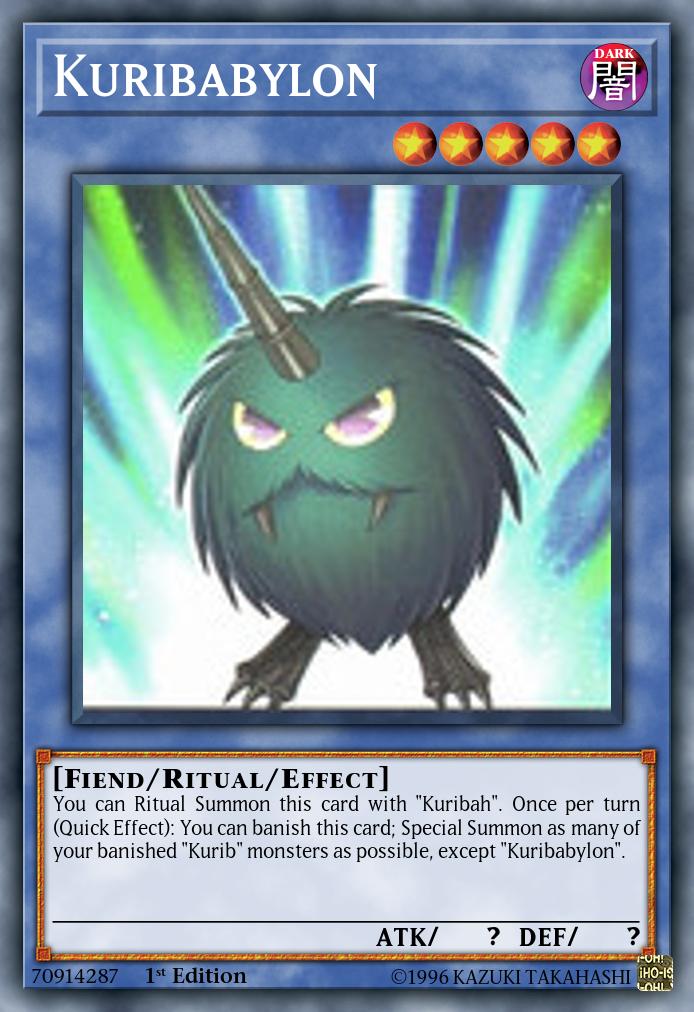 KURIBABYLON
DARK
闇
[FIEND/RITUAL/EFFECT]
You can Ritual Summon this card with "Kuribah". Once per turn
(Quick Effect): You can banish this card; Special Summon as many of
your banished "Kurib" monsters as possible, except "Kuribabylon".
ATK/ ? DEF/ ?
70914287 1st Edition ©1996 KAZUKI TAKAHASHI